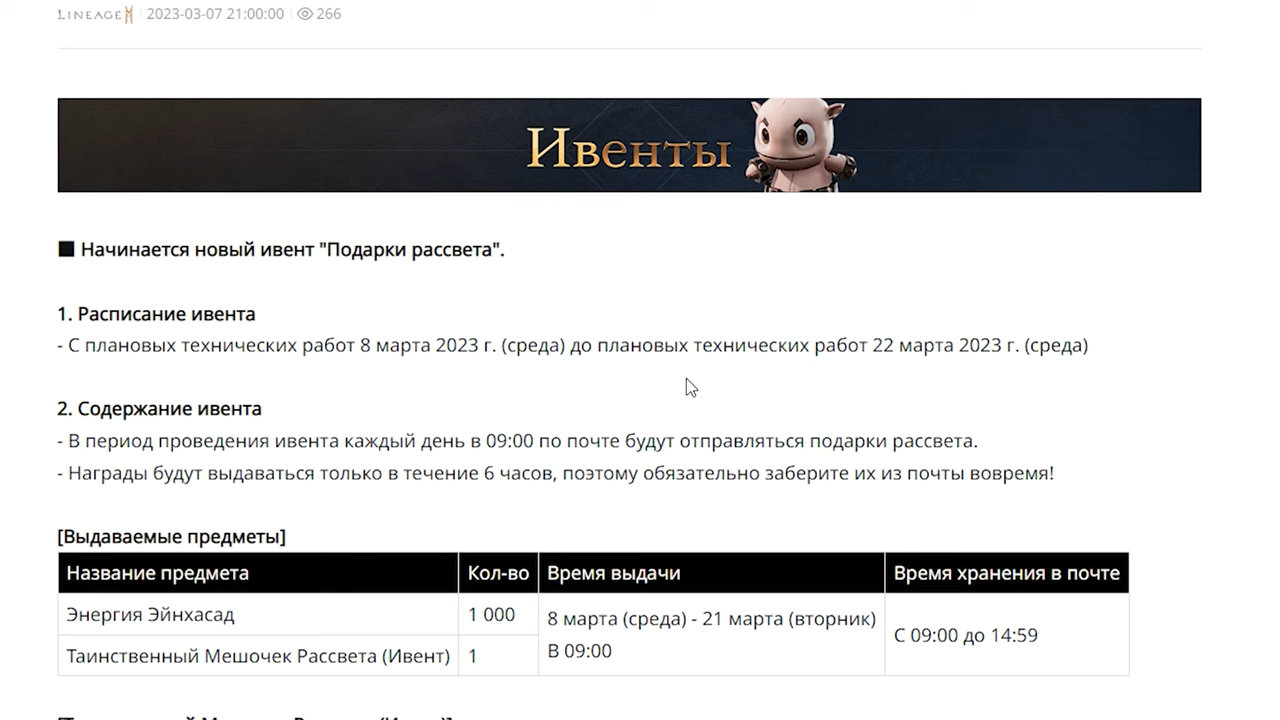 LINEAGE M 2023-03-07 21:00:00 266
Ивенты
■ Начинается новый ивент "Подарки рассвета".
1. Расписание ивента
- С плановых технических работ 8 марта 2023 г. (среда) до плановых технических работ 22 марта 2023 г. (среда)
2. Содержание ивента
- В период проведения ивента каждый день в 09:00 по почте будут отправляться подарки рассвета.
- Награды будут выдаваться только в течение 6 часов, поэтому обязательно заберите их из почты вовремя!
[Выдаваемые предметы]
Название предмета Кол-во Время выдачи Время хранения в почте
Энергия Эйнхасад 1 000 8 марта (среда) - 21 марта (вторник)
В 09:00 С 09:00 до 14:59
Таинственный Мешочек Рассвета (Ивент) 1